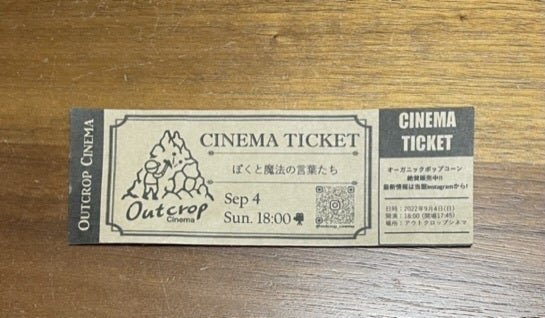 OUTCROP CINEMA
CINEMA TICKET
ぼくと魔法の言葉たち
Sep 4
Sun. 18:00
Outcrop
Cinema
@outcrop_cinema
CINEMA
TICKET
オーガニックポップコーン
絶賛販売中!!
最新情報は当館Instagramから!
日時:2022年9月4日(日)
開演:18:00 (開場17:45)
場所:アウトクロップシネマ